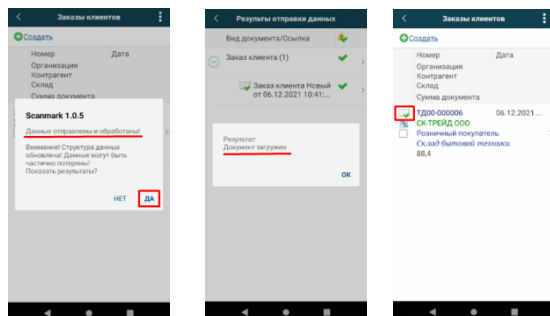 Заказы клиентов
Создать
Номер Дата
Организация
Контрагент
Склад
Сумма документа
Scanmark 1.0.5
Данные отправлены и обработаны!
Внимание! Структура данных
обновлена! Данные могут быть
частично потеряны!
Показать результаты?
НЕТ ДА
Результы отправки данных
Вид документа/Ссылка
Заказ клиента (1)
Заказ клиента Новый
от 06.12.2021 10:41:...
Результат:
Документ загружен
ОК
Заказы клиентов
Создать
Номер Дата
Организация
Контрагент
Склад
Сумма документа
ТД00-000006 06.12.2021 ...
СК-ТРЕЙД ООО
Розничный покупатель
Склад бытовой техники
88,4